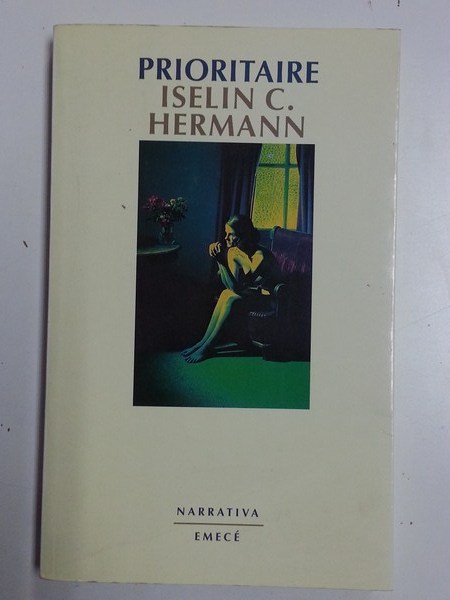 PRIORITAIRE
ISELIN C.
HERMANN
NARRATIVA
EMECÉ